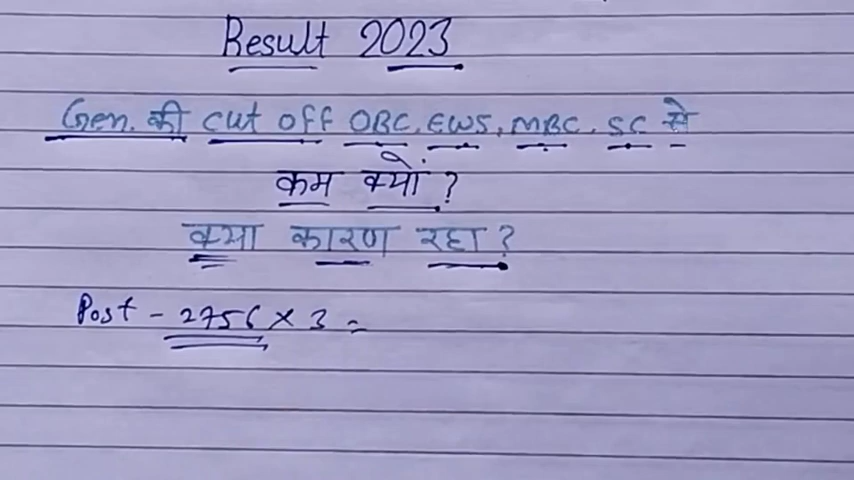 Result 2023
Gen. की cut off OBC, EWS, MBC, SC से
कम क्यों ?
क्या कारण रहा ?
Post - 2756 × 3 =